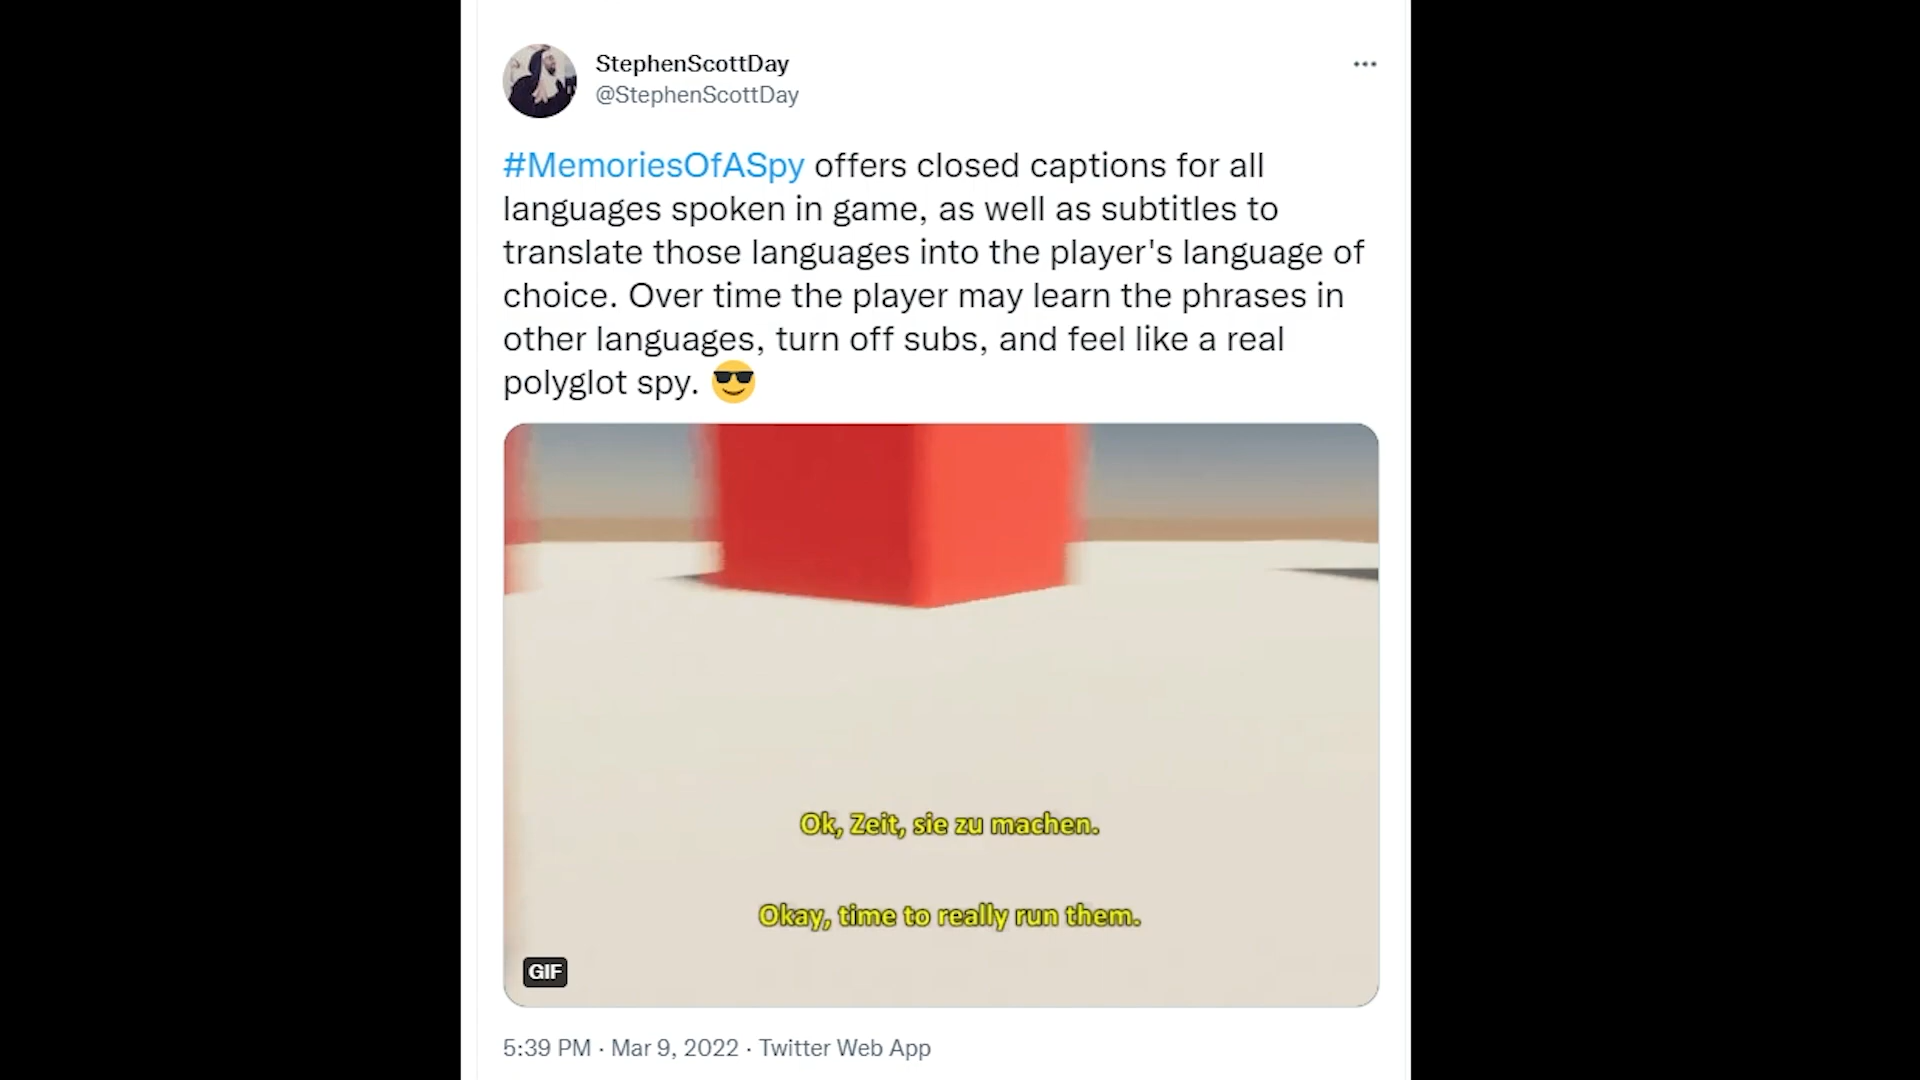 StephenScottDay
@StephenScottDay
#MemoriesOfASpy offers closed captions for all
languages spoken in game, as well as subtitles to
translate those languages into the player's language of
choice. Over time the player may learn the phrases in
other languages, turn off subs, and feel like a real
polyglot spy. 😎
Ok, Zeit, sie zu machen.
Okay, time to really run them.
GIF
5:39 PM · Mar 9, 2022 · Twitter Web App